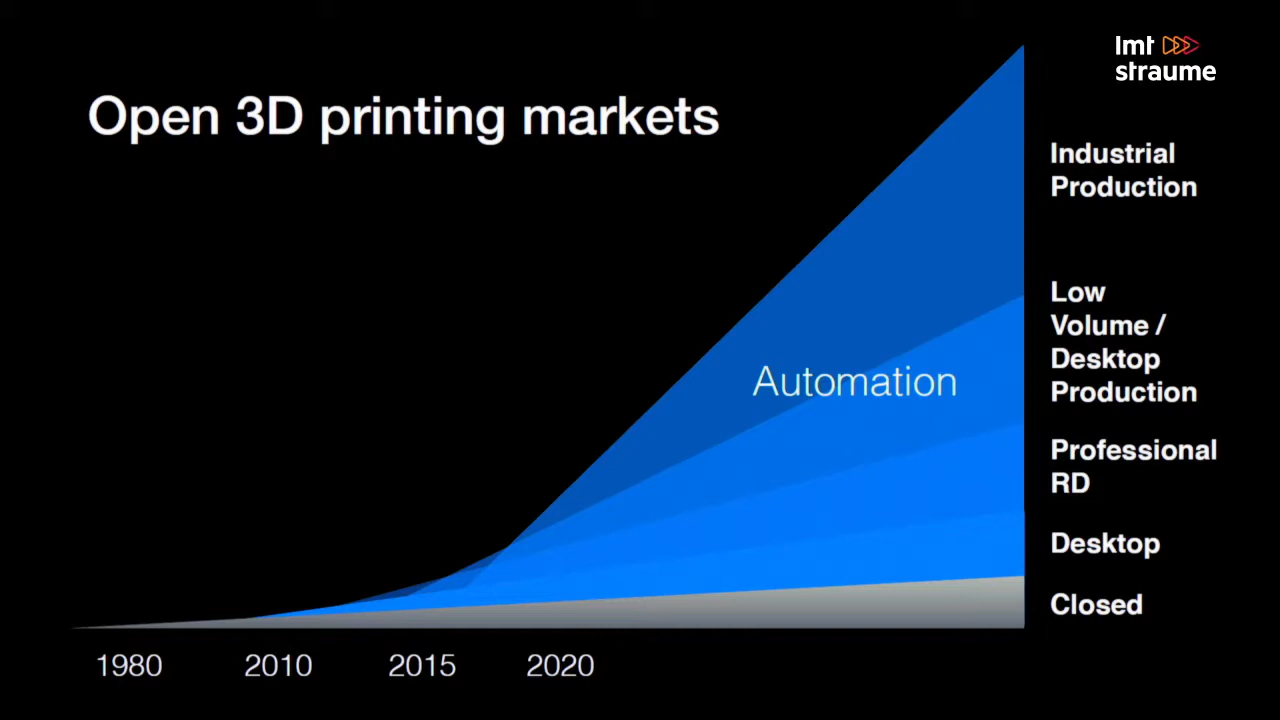 lmt
straume
Open 3D printing markets
Industrial
Production
Low
Volume /
Desktop
Production
Automation
Professional
RD
Desktop
Closed
1980 2010 2015 2020